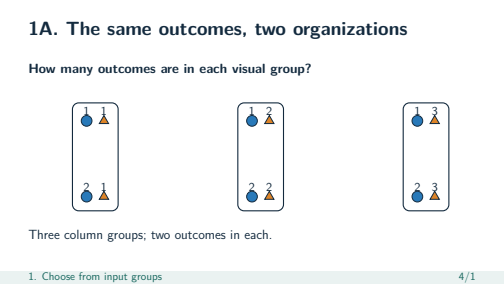 1A. The same outcomes, two organizations
How many outcomes are in each visual group?
1 1 1 2 1 3
2 1 2 2 2 3
Three column groups; two outcomes in each.
1. Choose from input groups 4/1